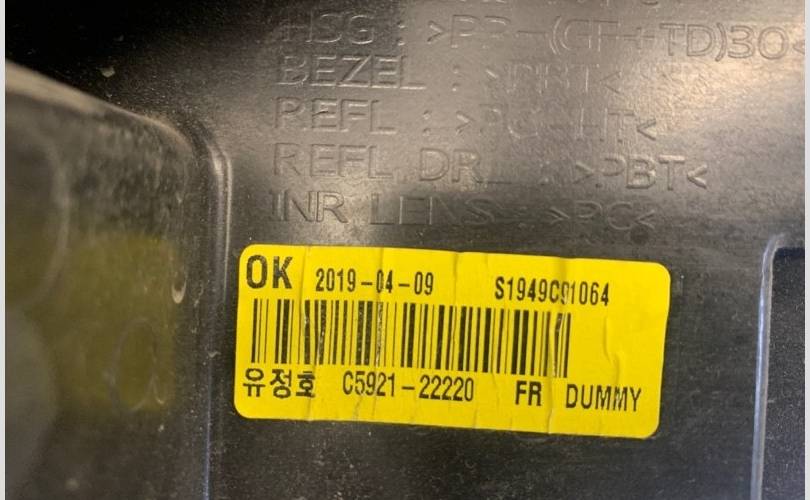 HSG : >PP-(GF+TD)30<
BEZEL : >PBT<
REFL : >PC-HT<
REFL DRL : >PBT<
INR LENS : >PC<
OK 2019-04-09 S1949C91064
유정호 C5921-22220 FR DUMMY